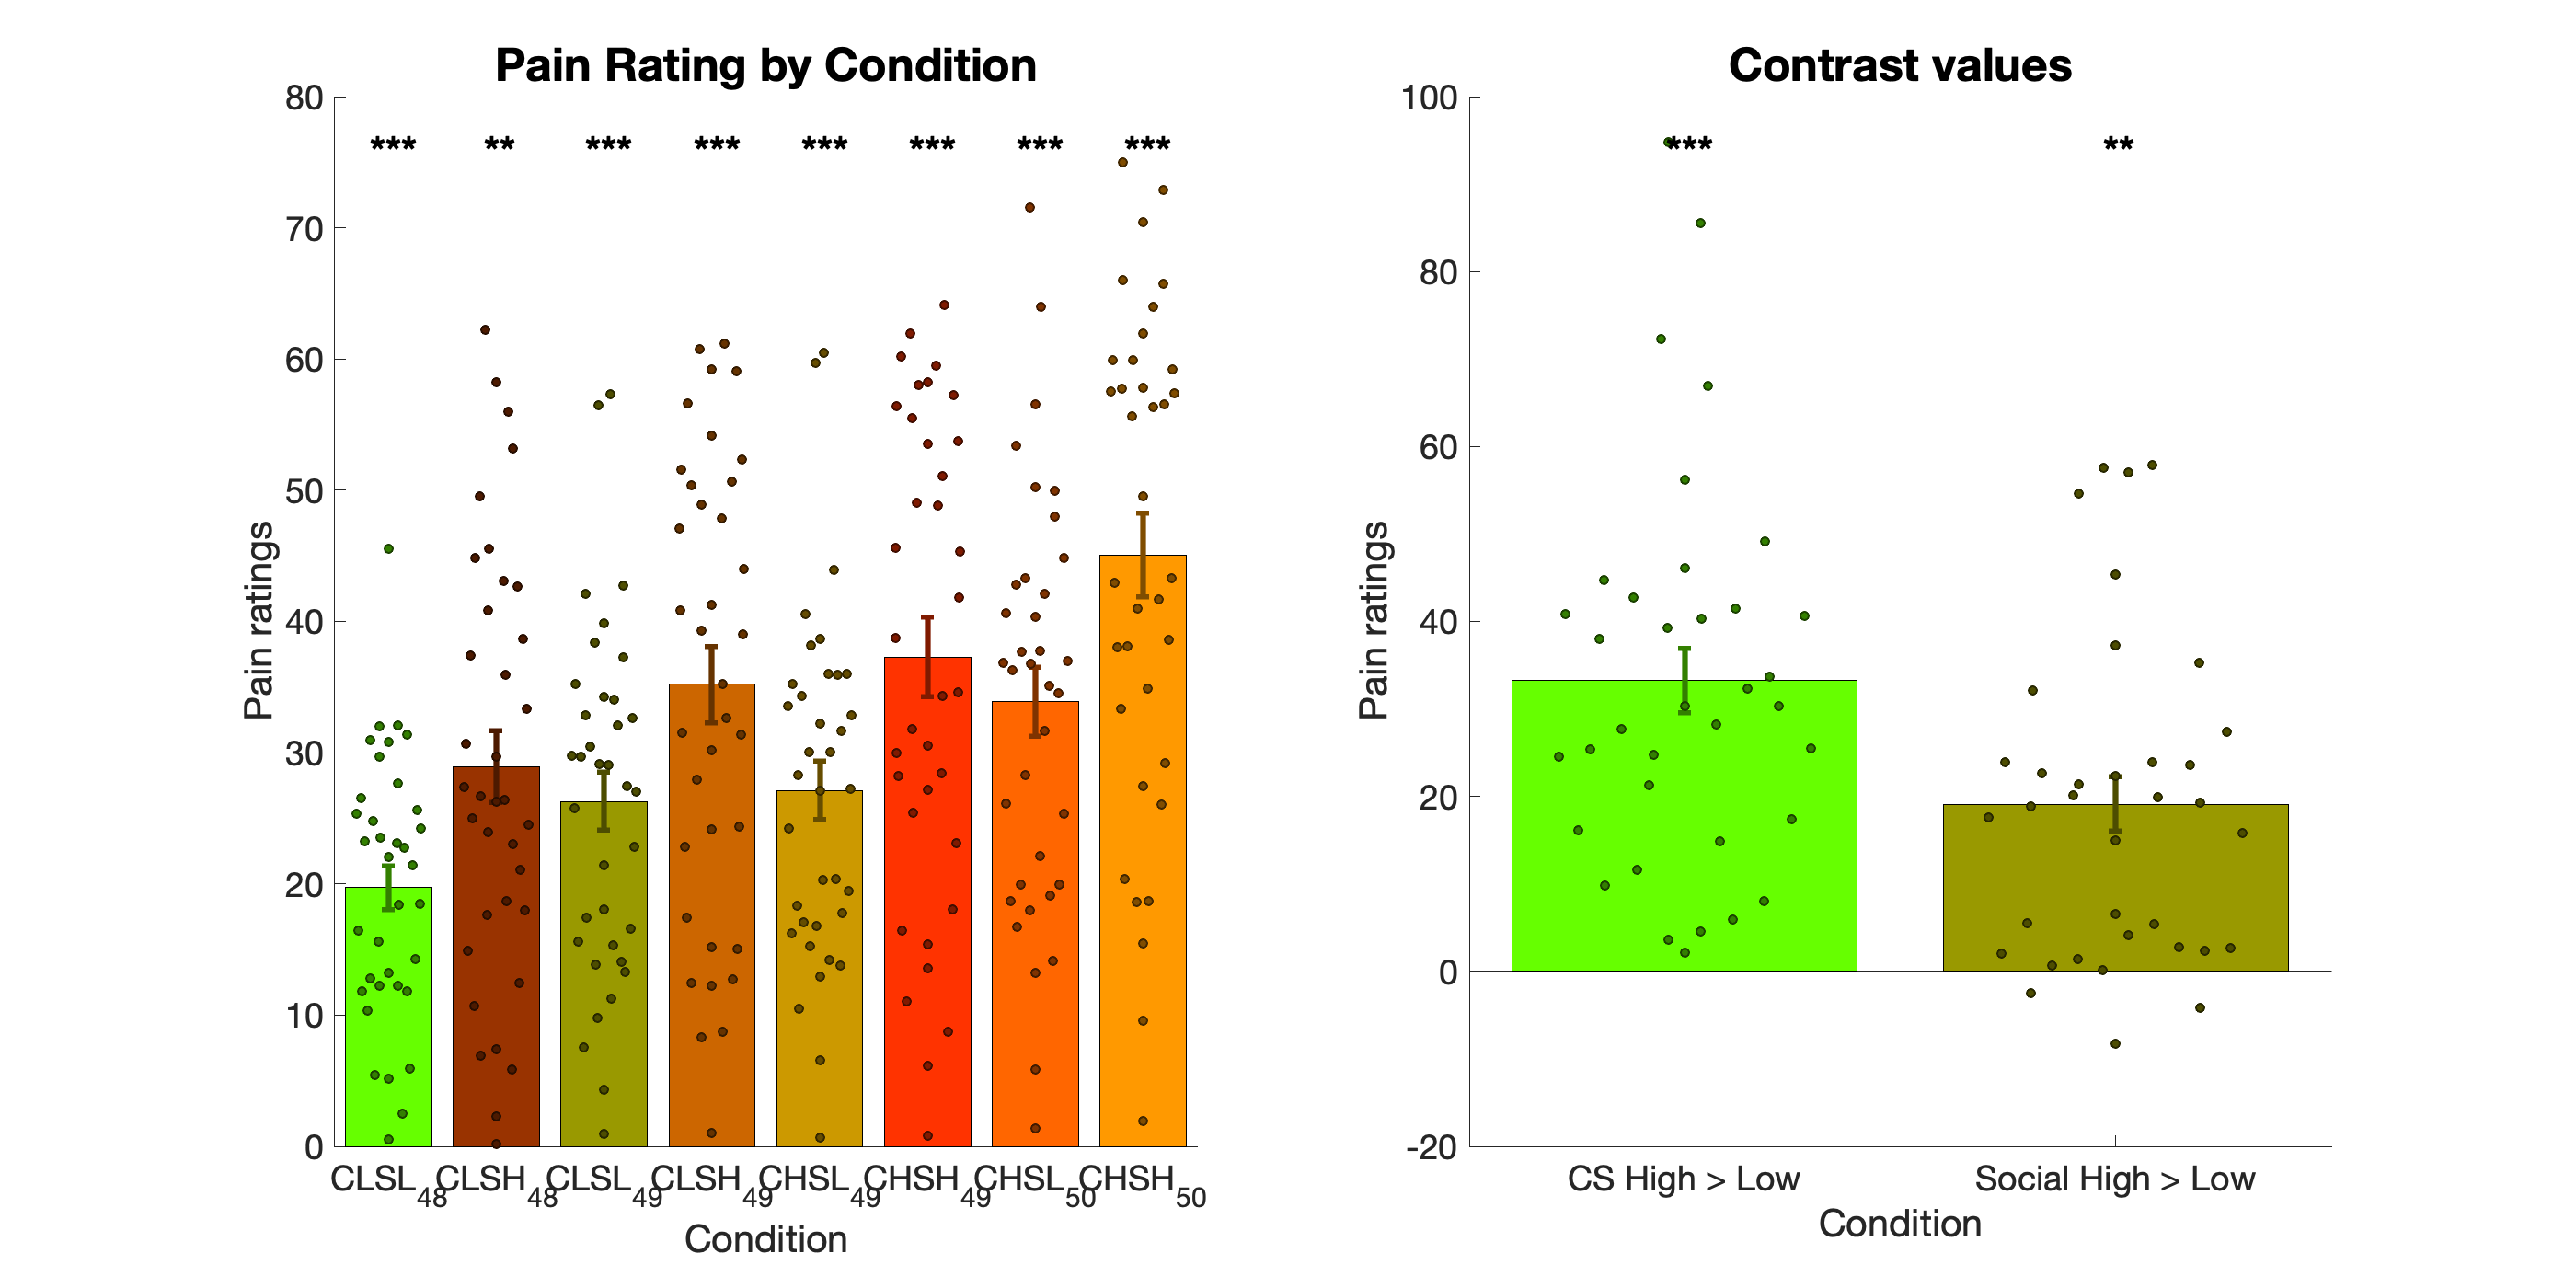 Pain Rating by Condition
80
70
60
50
40
30
20
10
0
Pain ratings
*** ** *** *** *** *** *** ***
CLSL48 CLSH48 CLSL49 CLSH49 CHSL49 CHSH49 CHSL50 CHSH50
Condition
Contrast values
100
80
60
40
20
0
-20
Pain ratings
*** **
CS High > Low Social High > Low
Condition